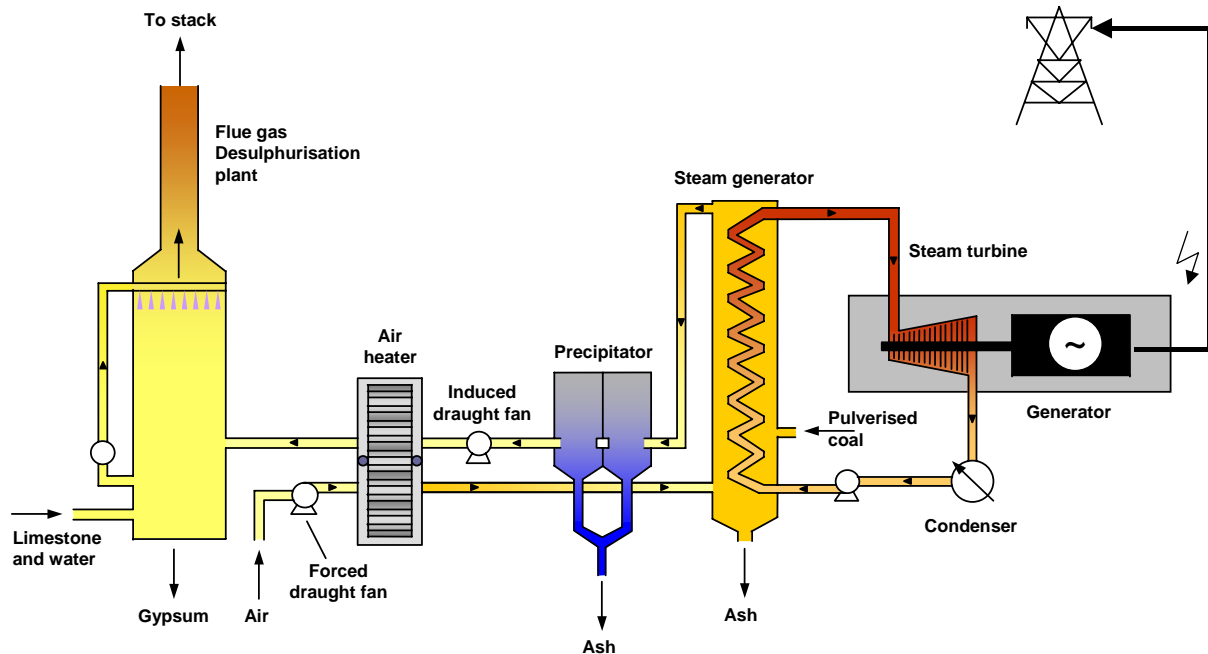 To stack
Flue gas
Desulphurisation
plant
Steam generator
Steam turbine
Air
heater
Precipitator
Induced
draught fan
~
Generator
Pulverised
coal
Condenser
Limestone
and water
Forced
draught fan
Gypsum
Air
Ash
Ash